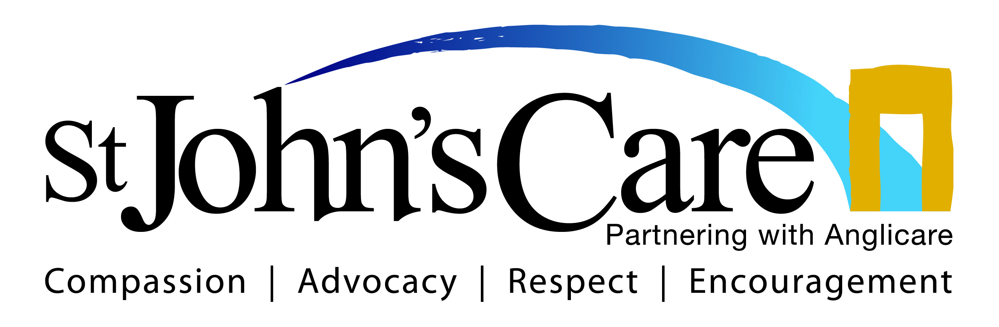 St John's Care
Partnering with Anglicare
Compassion | Advocacy | Respect | Encouragement